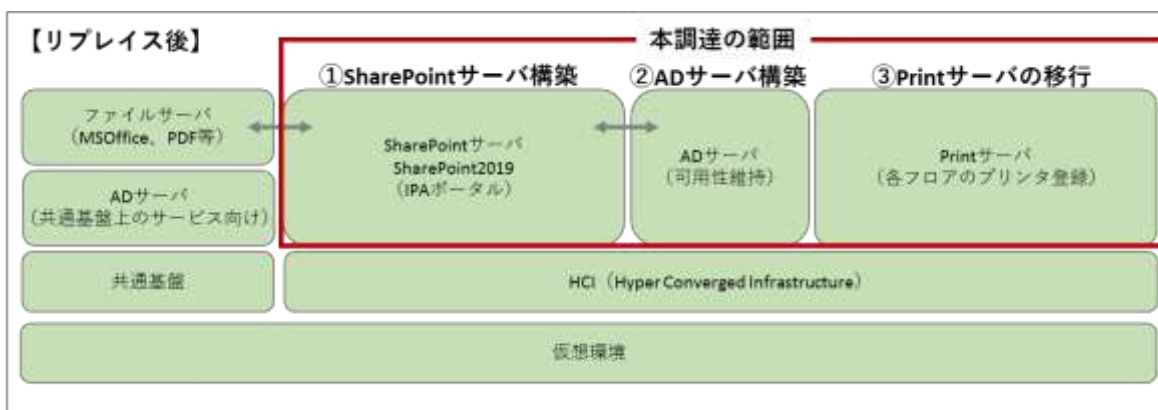 【リプレイス後】
本調達の範囲
①SharePointサーバ構築
②ADサーバ構築
③Printサーバの移行
ファイルサーバ
（MSOffice、PDF等）
SharePointサーバ
SharePoint2019
（IPAポータル）
ADサーバ
（可用性維持）
Printサーバ
（各フロアのプリンタ登録）
ADサーバ
（共通基盤上のサービス向け）
共通基盤
HCI（Hyper Converged Infrastructure）
仮想環境